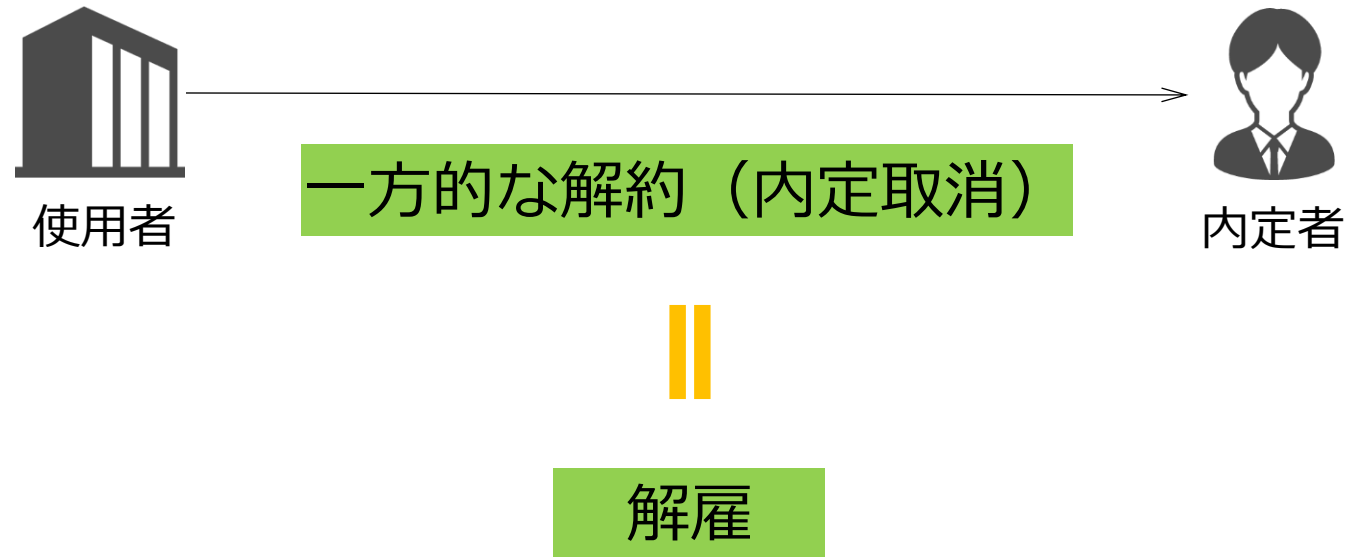 一方的な解約（内定取消）
使用者
内定者
解雇